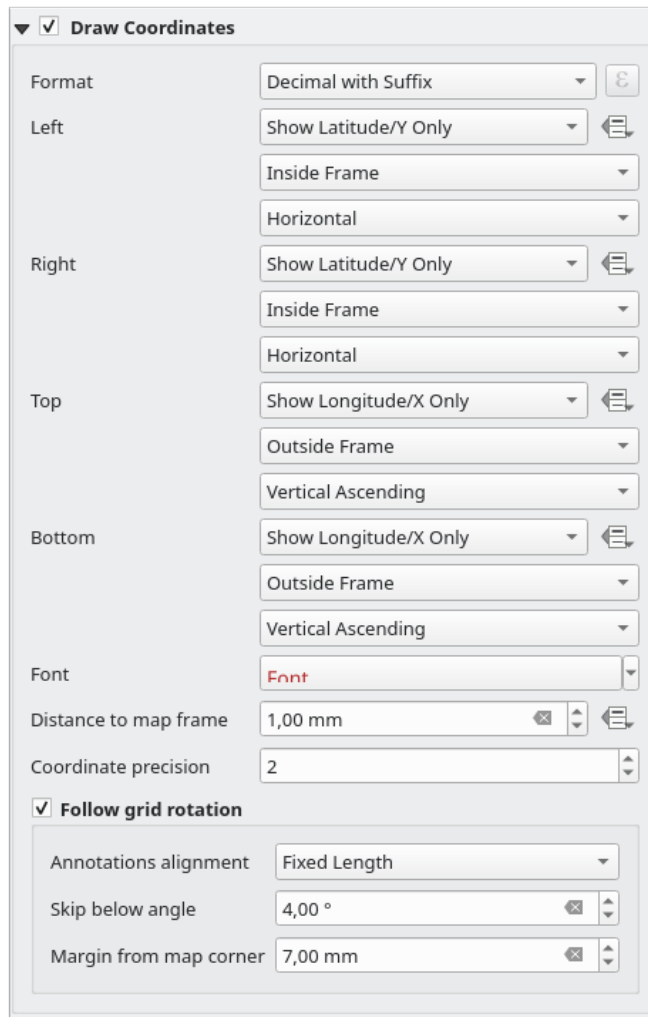 Draw Coordinates
Format Decimal with Suffix ε
Left Show Latitude/Y Only
Inside Frame
Horizontal
Right Show Latitude/Y Only
Inside Frame
Horizontal
Top Show Longitude/X Only
Outside Frame
Vertical Ascending
Bottom Show Longitude/X Only
Outside Frame
Vertical Ascending
Font Font
Distance to map frame 1,00 mm
Coordinate precision 2
Follow grid rotation
Annotations alignment Fixed Length
Skip below angle 4,00 °
Margin from map corner 7,00 mm